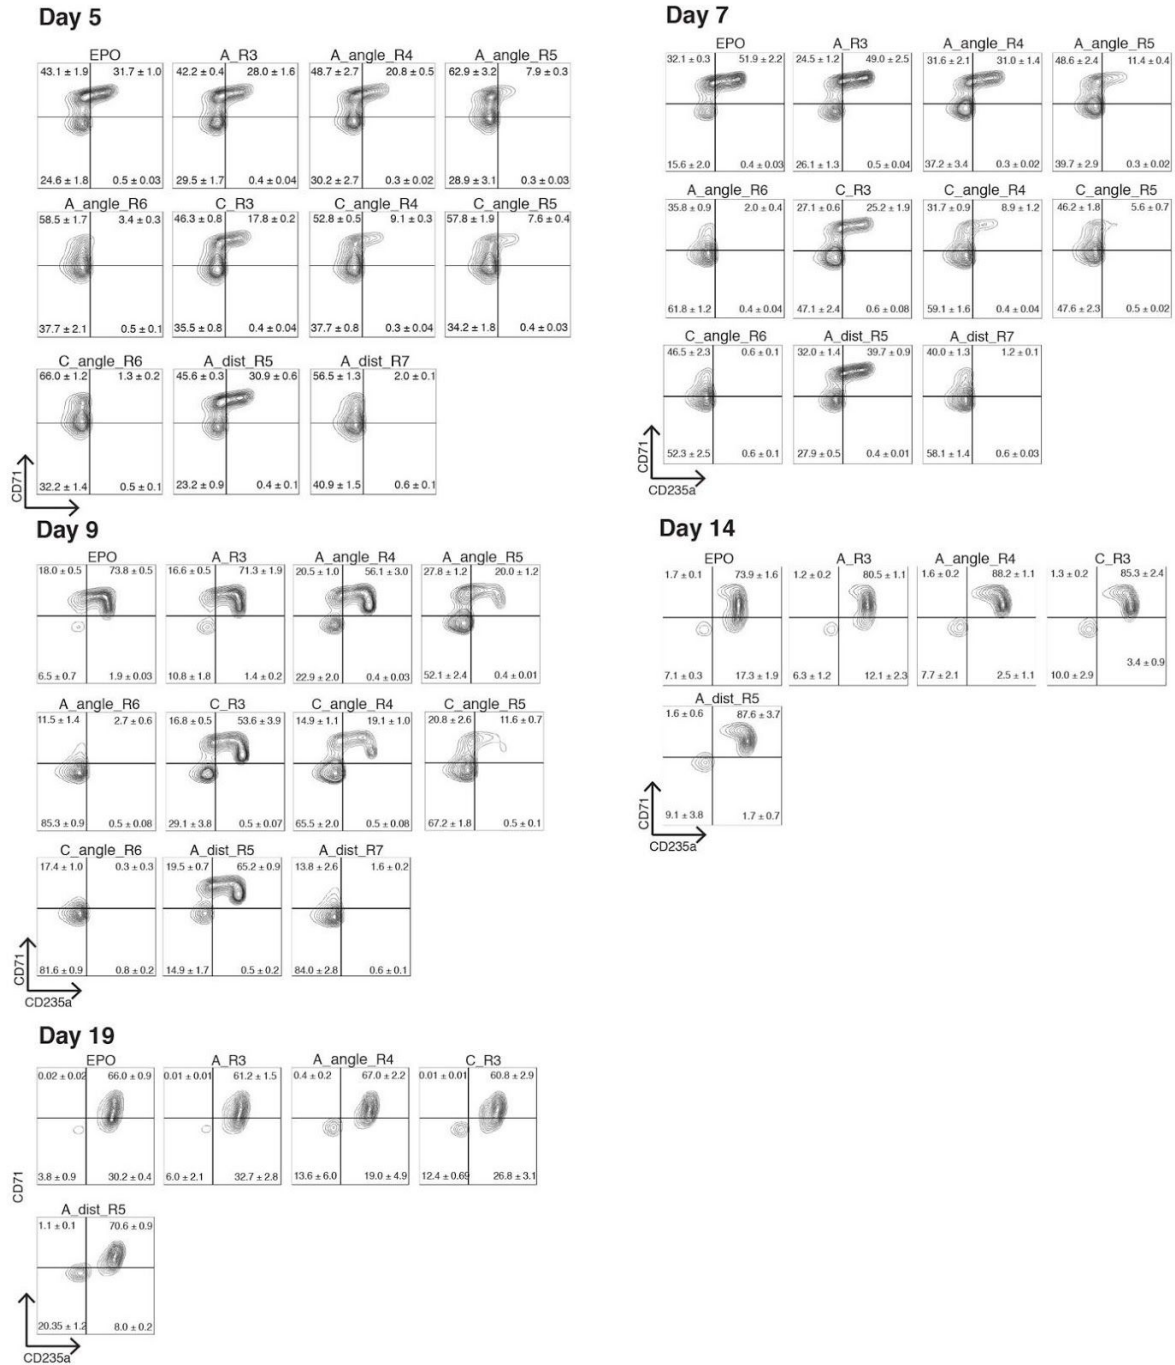 Day 5
EPO A_R3 A_angle_R4 A_angle_R5
43.1 ± 1.9 31.7 ± 1.0 42.2 ± 0.4 28.0 ± 1.6 48.7 ± 2.7 20.8 ± 0.5 62.9 ± 3.2 7.9 ± 0.3
24.6 ± 1.8 0.5 ± 0.03 29.5 ± 1.7 0.4 ± 0.04 30.2 ± 2.7 0.3 ± 0.02 28.9 ± 3.1 0.3 ± 0.03
A_angle_R6 C_R3 C_angle_R4 C_angle_R5
58.5 ± 1.7 3.4 ± 0.3 46.3 ± 0.8 17.8 ± 0.2 52.8 ± 0.5 9.1 ± 0.3 57.8 ± 1.9 7.6 ± 0.4
37.7 ± 2.1 0.5 ± 0.1 35.5 ± 0.8 0.4 ± 0.04 37.7 ± 0.8 0.3 ± 0.04 34.2 ± 1.8 0.4 ± 0.03
C_angle_R6 A_dist_R5 A_dist_R7
66.0 ± 1.2 1.3 ± 0.2 45.6 ± 0.3 30.9 ± 0.6 56.5 ± 1.3 2.0 ± 0.1
32.2 ± 1.4 0.5 ± 0.1 23.2 ± 0.9 0.4 ± 0.1 40.9 ± 1.5 0.6 ± 0.1
CD71
Day 7
EPO A_R3 A_angle_R4 A_angle_R5
32.1 ± 0.3 51.9 ± 2.2 24.5 ± 1.2 49.0 ± 2.5 31.6 ± 2.1 31.0 ± 1.4 48.6 ± 2.4 11.4 ± 0.4
15.6 ± 2.0 0.4 ± 0.03 26.1 ± 1.3 0.5 ± 0.04 37.2 ± 3.4 0.3 ± 0.02 39.7 ± 2.9 0.3 ± 0.02
A_angle_R6 C_R3 C_angle_R4 C_angle_R5
35.8 ± 0.9 2.0 ± 0.4 27.1 ± 0.6 25.2 ± 1.9 31.7 ± 0.9 8.9 ± 1.2 46.2 ± 1.8 5.6 ± 0.7
61.8 ± 1.2 0.4 ± 0.04 47.1 ± 2.4 0.6 ± 0.08 59.1 ± 1.6 0.4 ± 0.04 47.6 ± 2.3 0.5 ± 0.02
C_angle_R6 A_dist_R5 A_dist_R7
46.5 ± 2.3 0.6 ± 0.1 32.0 ± 1.4 39.7 ± 0.9 40.0 ± 1.3 1.2 ± 0.1
52.3 ± 2.5 0.6 ± 0.1 27.9 ± 0.5 0.4 ± 0.01 58.1 ± 1.4 0.6 ± 0.03
CD71
CD235a
Day 9
EPO A_R3 A_angle_R4 A_angle_R5
18.0 ± 0.5 73.8 ± 0.5 16.6 ± 0.5 71.3 ± 1.9 20.5 ± 1.0 56.1 ± 3.0 27.8 ± 1.2 20.0 ± 1.2
6.5 ± 0.7 1.9 ± 0.03 10.8 ± 1.8 1.4 ± 0.2 22.9 ± 2.0 0.4 ± 0.03 52.1 ± 2.4 0.4 ± 0.01
A_angle_R6 C_R3 C_angle_R4 C_angle_R5
11.5 ± 1.4 2.7 ± 0.6 16.8 ± 0.5 53.6 ± 3.9 14.9 ± 1.1 19.1 ± 1.0 20.8 ± 2.6 11.6 ± 0.7
85.3 ± 0.9 0.5 ± 0.08 29.1 ± 3.8 0.5 ± 0.07 65.5 ± 2.0 0.5 ± 0.08 67.2 ± 1.8 0.5 ± 0.1
C_angle_R6 A_dist_R5 A_dist_R7
17.4 ± 1.0 0.3 ± 0.3 19.5 ± 0.7 65.2 ± 0.9 13.8 ± 2.6 1.6 ± 0.2
81.6 ± 0.9 0.8 ± 0.2 14.9 ± 1.7 0.5 ± 0.2 84.0 ± 2.8 0.6 ± 0.1
CD71
CD235a
Day 14
EPO A_R3 A_angle_R4 C_R3
1.7 ± 0.1 73.9 ± 1.6 1.2 ± 0.2 80.5 ± 1.1 1.6 ± 0.2 88.2 ± 1.1 1.3 ± 0.2 85.3 ± 2.4
7.1 ± 0.3 17.3 ± 1.9 6.3 ± 1.2 12.1 ± 2.3 7.7 ± 2.1 2.5 ± 1.1 10.0 ± 2.9 3.4 ± 0.9
A_dist_R5
1.6 ± 0.6 87.6 ± 3.7
9.1 ± 3.8 1.7 ± 0.7
CD71
CD235a
Day 19
EPO A_R3 A_angle_R4 C_R3
0.02 ± 0.02 66.0 ± 0.9 0.01 ± 0.01 61.2 ± 1.5 0.4 ± 0.2 67.0 ± 2.2 0.01 ± 0.01 60.8 ± 2.9
3.8 ± 0.9 30.2 ± 0.4 6.0 ± 2.1 32.7 ± 2.8 13.6 ± 6.0 19.0 ± 4.9 12.4 ± 0.69 26.8 ± 3.1
CD71
A_dist_R5
1.1 ± 0.1 70.6 ± 0.9
20.35 ± 1.2 8.0 ± 0.2
CD235a